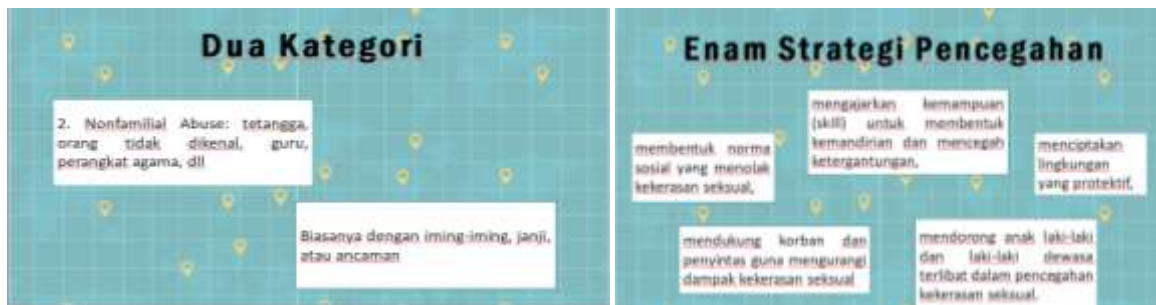 Dua Kategori
2. Nonfamilial Abuse: tetangga,
orang tidak dikenal, guru,
perangkat agama, dll
Biasanya dengan iming-iming, janji,
atau ancaman
Enam Strategi Pencegahan
mengajarkan kemampuan
(skill) untuk membentuk
kemandirian dan mencegah
ketergantungan,
membentuk norma
sosial yang menolak
kekerasan seksual,
menciptakan
lingkungan
yang protektif,
mendukung korban dan
penyintas guna mengurangi
dampak kekerasan seksual
mendorong anak laki-laki
dan laki-laki dewasa
terlibat dalam pencegahan
kekerasan seksual.